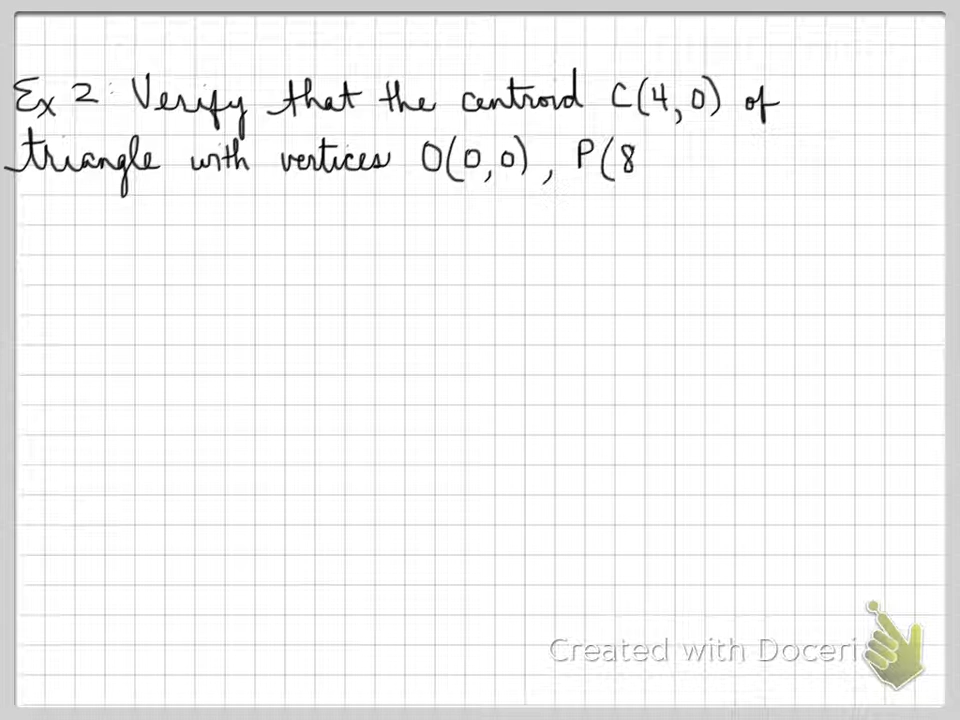 Ex 2: Verify that the centroid C(4,0) of
triangle with vertices O(0,0), P(8
Created with Doceri